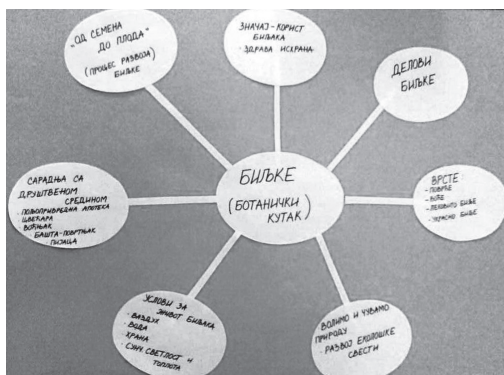 „ОД СЕМЕНА
ДО ПЛОДА"
(ПРОЦЕС РАЗВОЈА)
БИЉКЕ
ЗНАЧАЈ-КОРИСТ
БИЉАКА
- ЗДРАВА ИСХРАНА
ДЕЛОВИ
БИЉКЕ
САРАДЊА СА
ДРУШТВЕНОМ
СРЕДИНОМ
- ПОЉОПРИВРЕДНА АПОТЕКА
ЦВЕЋАРА
ВОЋЊАК
- БАШТА-ПОВРТЊАК
- ПИЈАЦА
БИЉКЕ
(БОТАНИЧКИ
КУТАК)
ВРСТЕ
- ПОВРЋЕ
- ВОЋЕ
- ЛЕКОВИТО БИЉЕ
- УКРАСНО БИЉЕ
УСЛОВИ ЗА
ЖИВОТ БИЉАКА
- ВАЗДУХ
- ВОДА
ХРАНА
- СУНЧ. СВЕТЛОСТ И
ТОПЛОТА
ВОЛИМО И ЧУВАМО
ПРИРОДУ
- РАЗВОЈ ЕКОЛОШКЕ
СВЕСТИ